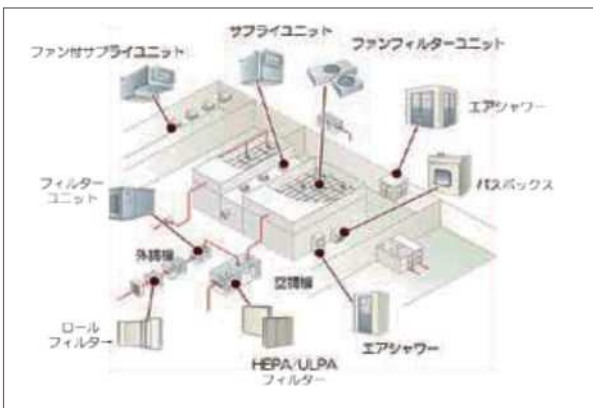 サプライユニット
ファン付サプライユニット
ファンフィルターユニット
エアシャワー
フィルター
ユニット
パスボックス
外調機
空調機
ロール
フィルター→
エアシャワー
HEPA/ULPA
フィルター